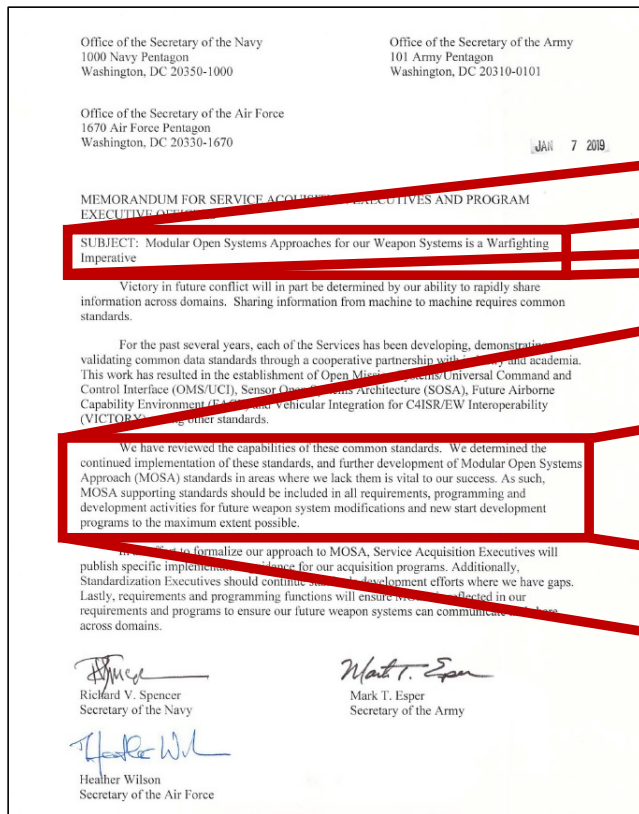 Office of the Secretary of the Navy
1000 Navy Pentagon
Washington, DC 20350-1000
Office of the Secretary of the Army
101 Army Pentagon
Washington, DC 20310-0101
Office of the Secretary of the Air Force
1670 Air Force Pentagon
Washington, DC 20330-1670
JAN 7 2019
MEMORANDUM FOR SERVICE ACQUISITION EXECUTIVES AND PROGRAM
EXECUTIVE
SUBJECT: Modular Open Systems Approaches for our Weapon Systems is a Warfighting
Imperative
Victory in future conflict will in part be determined by our ability to rapidly share
information across domains. Sharing information from machine to machine requires common
standards.
For the past several years, each of the Services has been developing, demonstrating
validating common data standards through a cooperative partnership with industry and academia.
This work has resulted in the establishment of Open Mission Systems/Universal Command and
Control Interface (OMS/UCI), Sensor Open Systems Architecture (SOSA), Future Airborne
Capability Environment (FACE) and Vehicular Integration for C4ISR/EW Interoperability
(VICTORY) other standards.
We have reviewed the capabilities of these common standards. We determined the
continued implementation of these standards, and further development of Modular Open Systems
Approach (MOSA) standards in areas where we lack them is vital to our success. As such,
MOSA supporting standards should be included in all requirements, programming and
development activities for future weapon system modifications and new start development
programs to the maximum extent possible.
effort to formalize our approach to MOSA, Service Acquisition Executives will
publish specific guidance for our acquisition programs. Additionally,
Standardization Executives should continue development efforts where we have gaps.
Lastly, requirements and programming functions will ensure reflected in our
requirements and programs to ensure our future weapon systems can communicate
across domains.
Richard V. Spencer
Secretary of the Navy
Mark T. Esper
Mark T. Esper
Secretary of the Army
Heather Wilson
Secretary of the Air Force